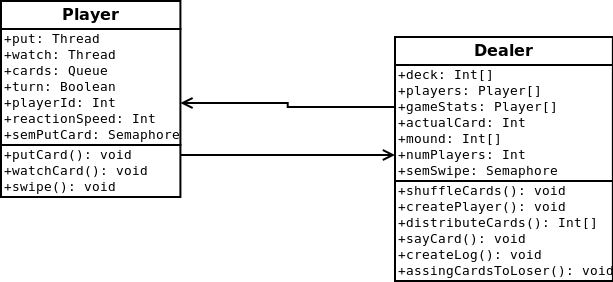 Player
+put: Thread
+watch: Thread
+cards: Queue
+turn: Boolean
+playerId: Int
+reactionSpeed: Int
+semPutCard: Semaphore
+putCard(): void
+watchCard(): void
+swipe(): void
Dealer
+deck: Int[]
+players: Player[]
+gameStats: Player[]
+actualCard: Int
+mound: Int[]
+numPlayers: Int
+semSwipe: Semaphore
+shuffleCards(): void
+createPlayer(): void
+distributeCards(): Int[]
+sayCard(): void
+createLog(): void
+assingCardsToLoser(): void